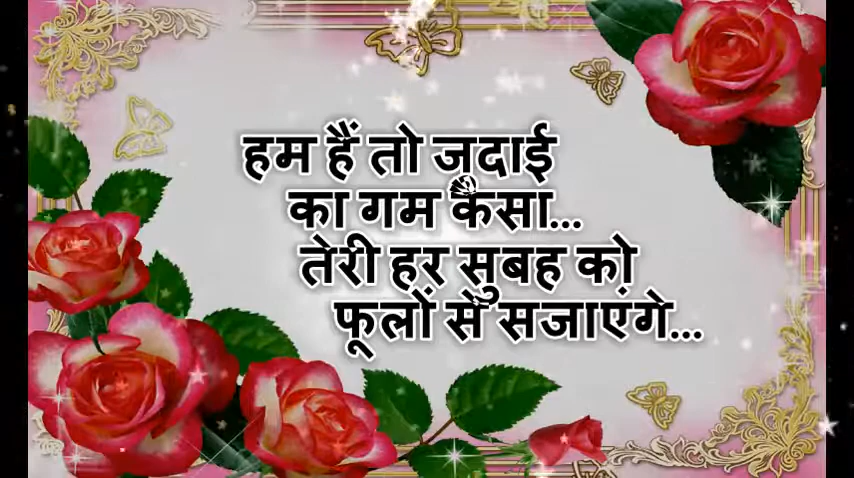 हम हैं तो जुदाई
का गम कैसा...
तेरी हर सुबह को
फूलों से सजाएंगे...